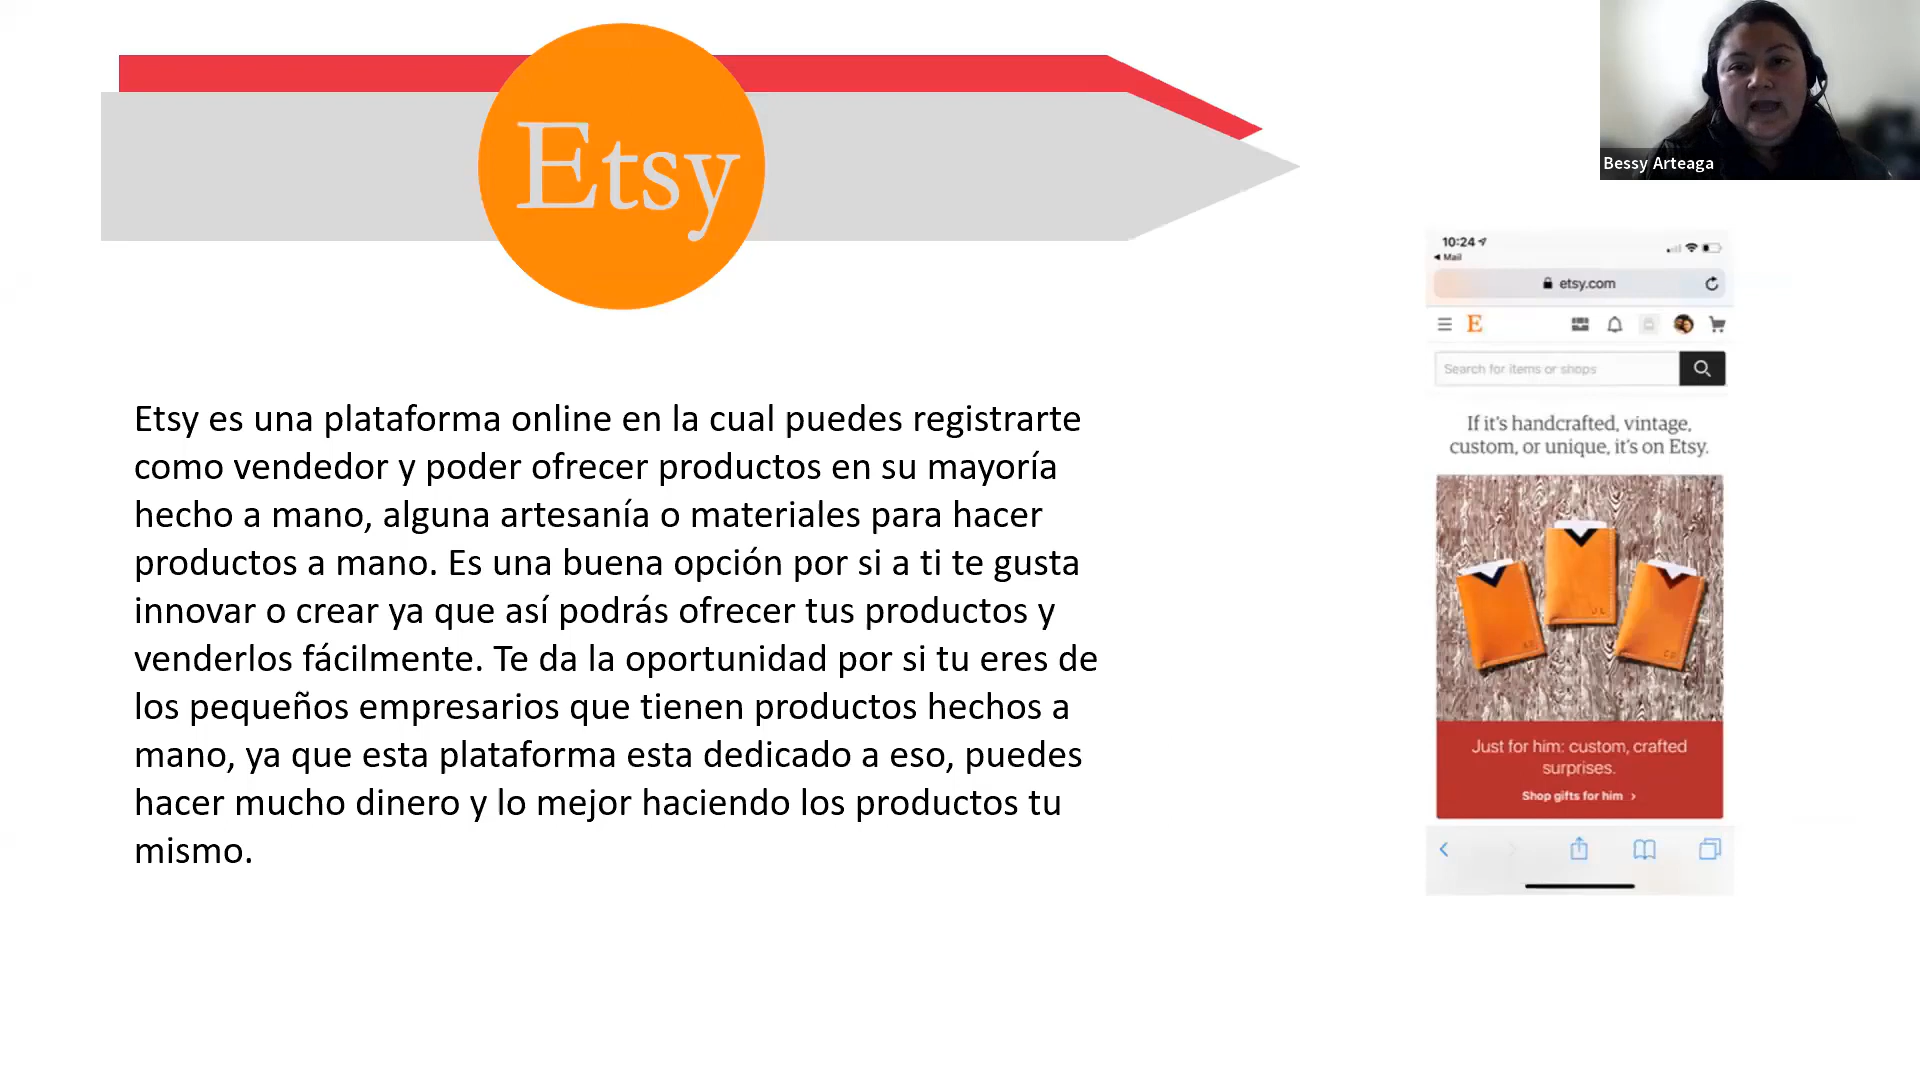 Etsy
Bessy Arteaga
Etsy es una plataforma online en la cual puedes registrarte
como vendedor y poder ofrecer productos en su mayoría
hecho a mano, alguna artesanía o materiales para hacer
productos a mano. Es una buena opción por si a ti te gusta
innovar o crear ya que así podrás ofrecer tus productos y
venderlos fácilmente. Te da la oportunidad por si tu eres de
los pequeños empresarios que tienen productos hechos a
mano, ya que esta plataforma esta dedicado a eso, puedes
hacer mucho dinero y lo mejor haciendo los productos tu
mismo.
10:24
Mail
etsy.com
E
Search for items or shops
If it's handcrafted, vintage,
custom, or unique, it's on Etsy.
Just for him: custom, crafted
surprises.
Shop gifts for him >